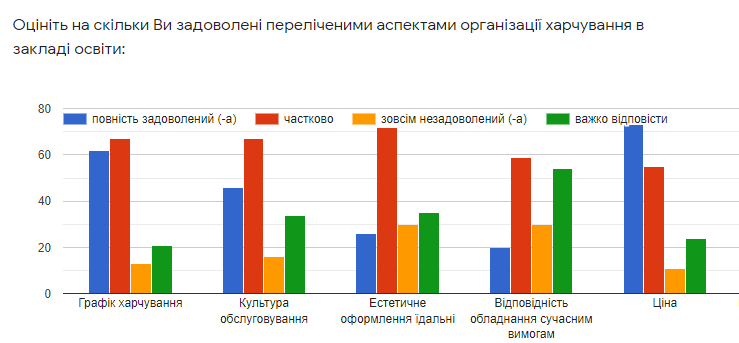 Оцініть на скільки Ви задоволені переліченими аспектами організації харчування в
закладі освіти:
80
повність задоволений (-а) частково зовсім незадоволений (-а) важко відповісти
60
40
20
0
Графік харчування
Культура
обслуговування
Естетичне
оформлення їдальні
Відповідність
обладнання сучасним
вимогам
Ціна